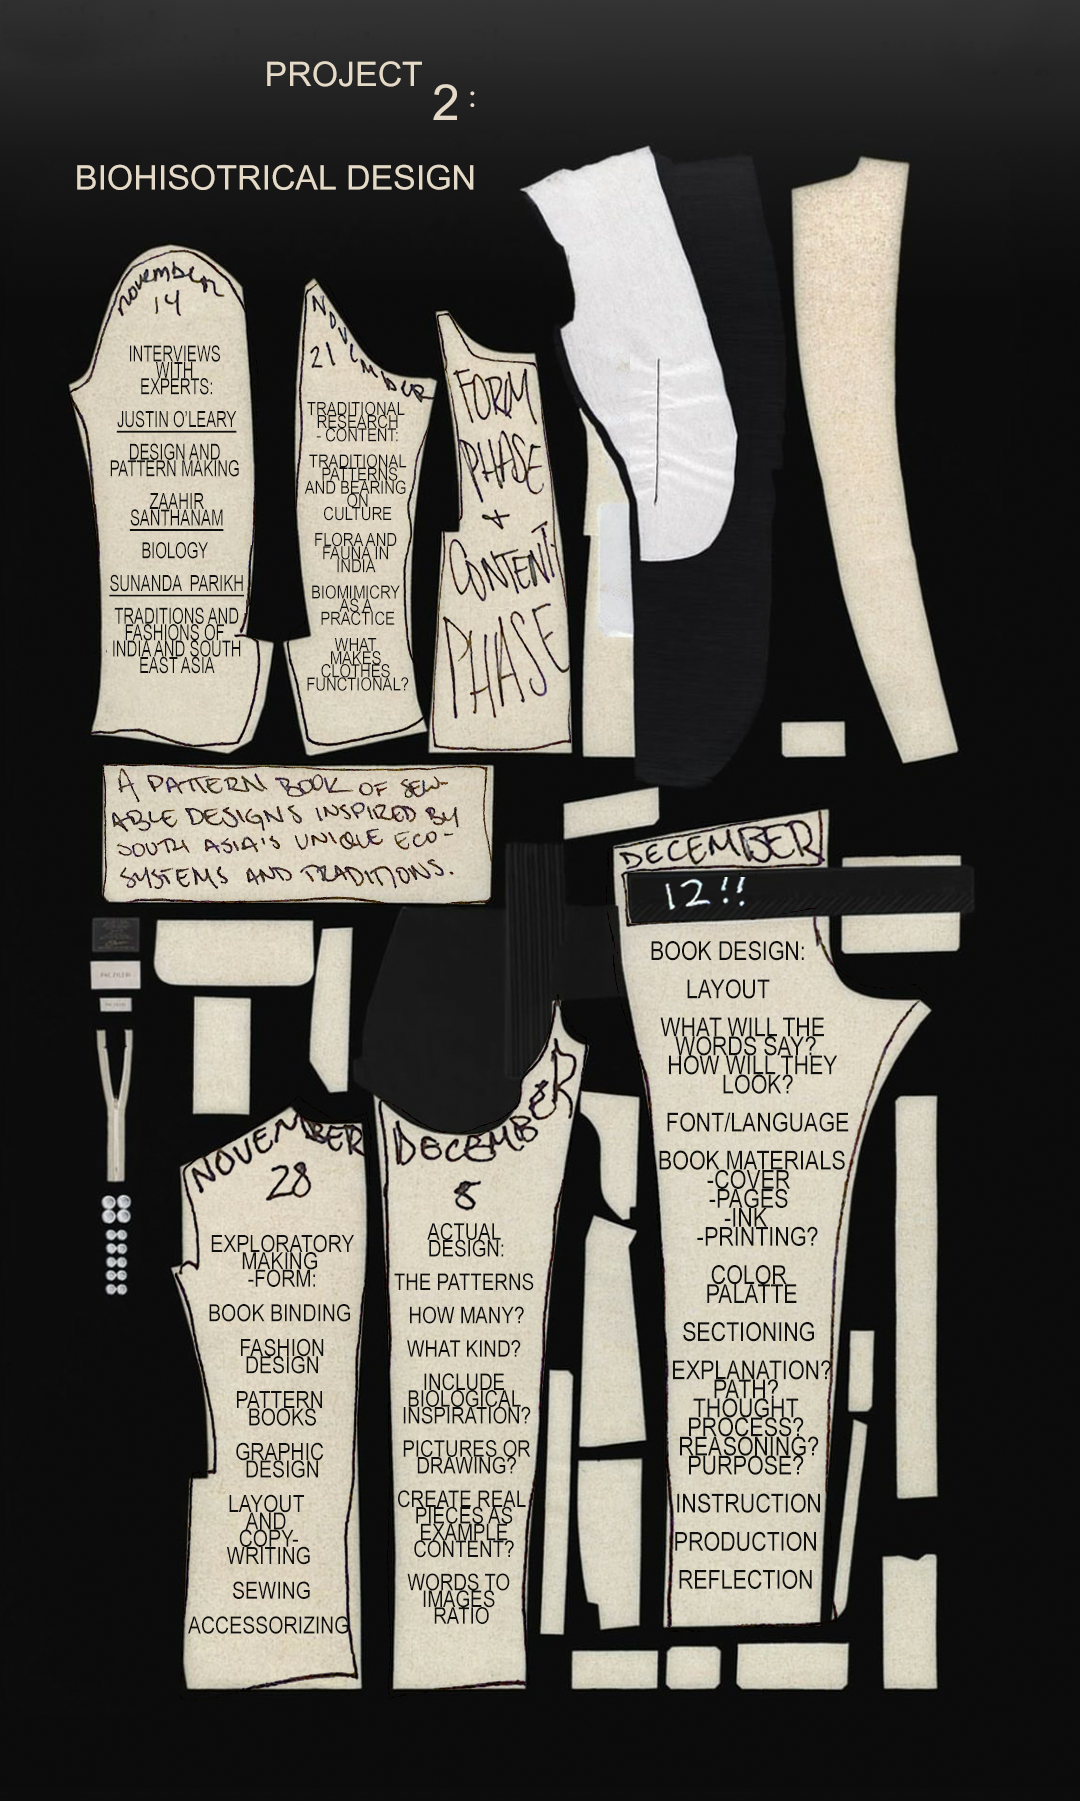 PROJECT
2:
BIOHISOTRICAL DESIGN
november
14
INTERVIEWS
WITH
EXPERTS:
JUSTIN O'LEARY
DESIGN AND
PATTERN MAKING
ZAAHIR
SANTHANAM
BIOLOGY
SUNANDA PARIKH
TRADITIONS AND
FASHIONS OF
INDIA AND SOUTH
EAST ASIA
NOVEMBER
21
TRADITIONAL
RESEARCH
- CONTENT:
TRADITIONAL
PATTERNS
AND BEARING
ON
CULTURE
FLORA AND
FAUNA IN
INDIA
BIOMIMICRY
AS A
PRACTICE
WHAT
MAKES
CLOTHES
FUNCTIONAL?
FORM
PHASE
+
CONTENT
PHASE
A PATTERN BOOK OF SEW-
ABLE DESIGNS INSPIRED BY
SOUTH ASIA'S UNIQUE ECO-
SYSTEMS AND TRADITIONS.
NOVEMBER
28
EXPLORATORY
MAKING
-FORM:
BOOK BINDING
FASHION
DESIGN
PATTERN
BOOKS
GRAPHIC
DESIGN
LAYOUT
AND
COPY-
WRITING
SEWING
ACCESSORIZING
DECEMBER
8
ACTUAL
DESIGN:
THE PATTERNS
HOW MANY?
WHAT KIND?
INCLUDE
BIOLOGICAL
INSPIRATION?
PICTURES OR
DRAWING?
CREATE REAL
PIECES AS
EXAMPLE
CONTENT?
WORDS TO
IMAGES
RATIO
DECEMBER
12!!
BOOK DESIGN:
LAYOUT
WHAT WILL THE
WORDS SAY?
HOW WILL THEY
LOOK?
FONT/LANGUAGE
BOOK MATERIALS
-COVER
-PAGES
-INK
-PRINTING?
COLOR
PALATTE
SECTIONING
EXPLANATION?
PATH?
THOUGHT
PROCESS?
REASONING?
PURPOSE?
INSTRUCTION
PRODUCTION
REFLECTION